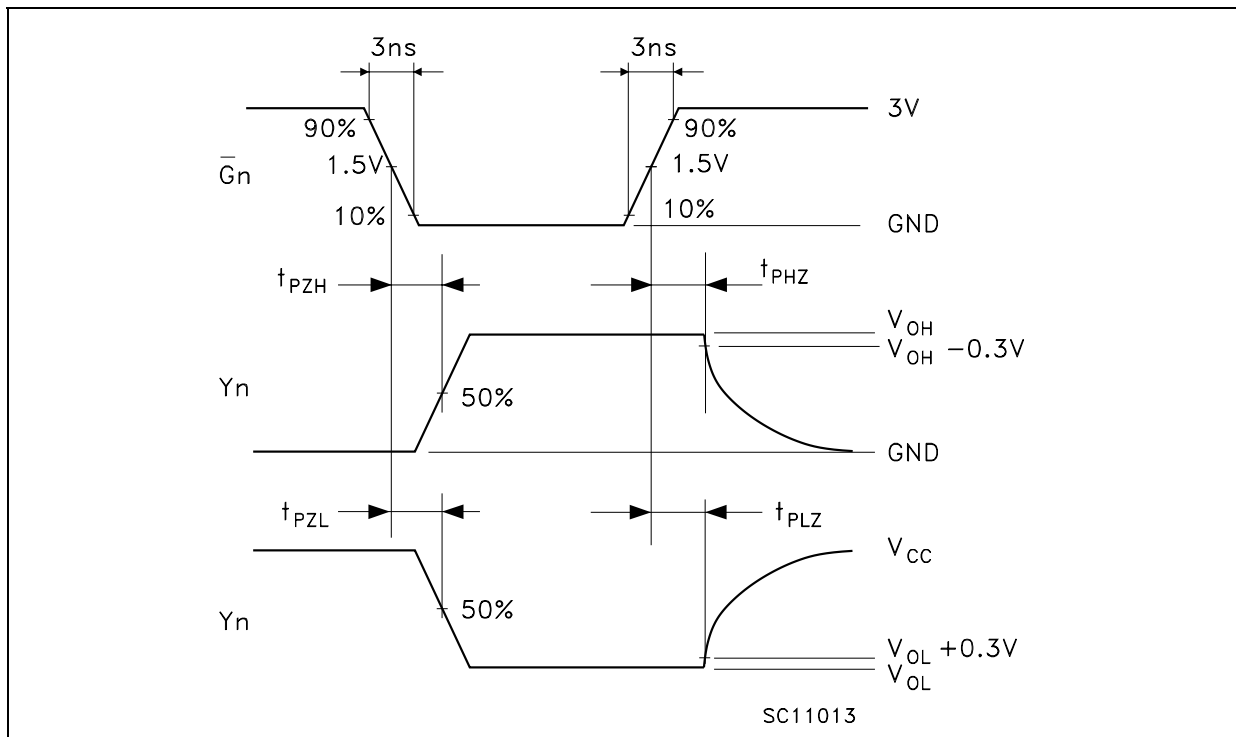 3ns 3ns
3V
90% 90%
1.5V 1.5V
G̅n
10% 10%
GND
tPZH tPHZ
VOH
VOH −0.3V
Yn
50%
GND
tPZL tPLZ
VCC
Yn
50%
VOL +0.3V
VOL
SC11013